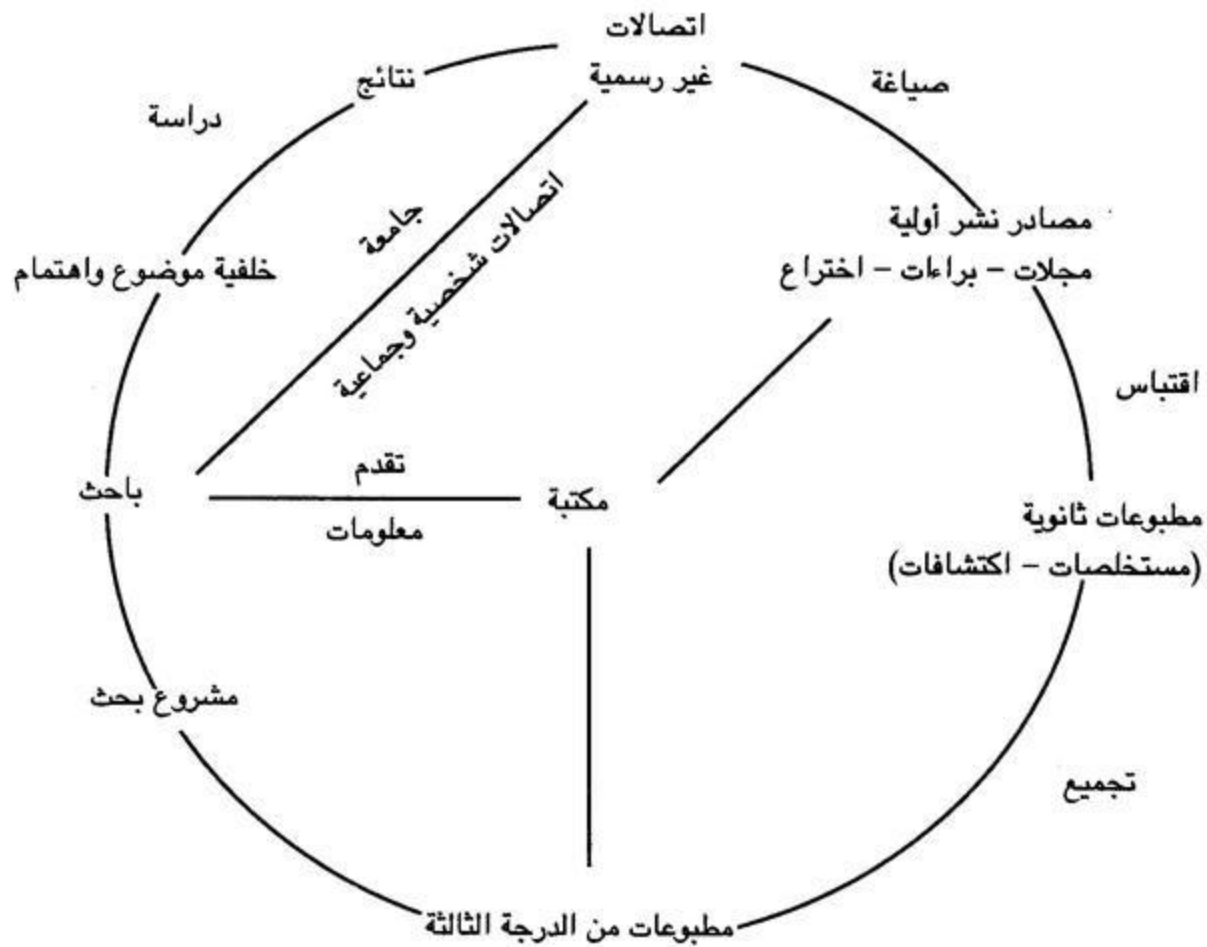 اتصالات
غير رسمية
صياغة
نتائج
دراسة
مصادر نشر أولية
مجلات – براءات – اختراع
جامعة
اتصالات شخصية وجماعية
خلفية موضوع واهتمام
اقتباس
باحث
تقدم
معلومات
مكتبة
مطبوعات ثانوية
(مستخلصات – اكتشافات)
مشروع بحث
تجميع
مطبوعات من الدرجة الثالثة